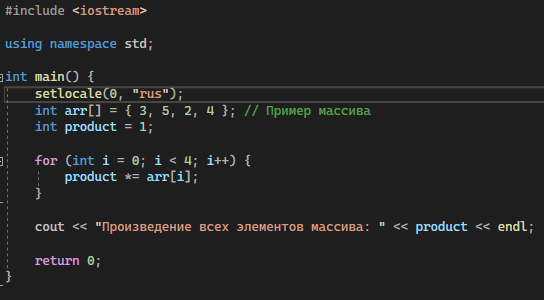 #include <iostream>
using namespace std;
int main() {
setlocale(0, "rus");
int arr[] = { 3, 5, 2, 4 }; // Пример массива
int product = 1;
for (int i = 0; i < 4; i++) {
product *= arr[i];
}
cout << "Произведение всех элементов массива: " << product << endl;
return 0;
}